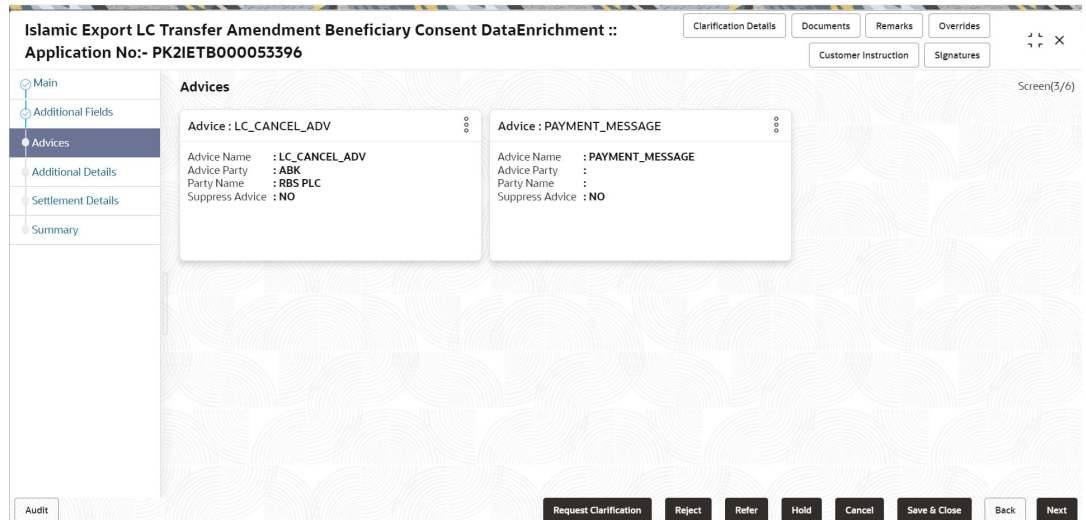 Islamic Export LC Transfer Amendment Beneficiary Consent DataEnrichment ::
Application No:- PK2IETB000053396
Clarification Details
Documents
Remarks
Overrides
Customer Instruction
Signatures
Main
Additional Fields
Advices
Additional Details
Settlement Details
Summary
Advices
Screen(3/6)
Advice : LC_CANCEL_ADV
Advice Name : LC_CANCEL_ADV
Advice Party : ABK
Party Name : RBS PLC
Suppress Advice : NO
Advice : PAYMENT_MESSAGE
Advice Name : PAYMENT_MESSAGE
Advice Party :
Party Name :
Suppress Advice : NO
Audit
Request Clarification
Reject
Refer
Hold
Cancel
Save & Close
Back
Next